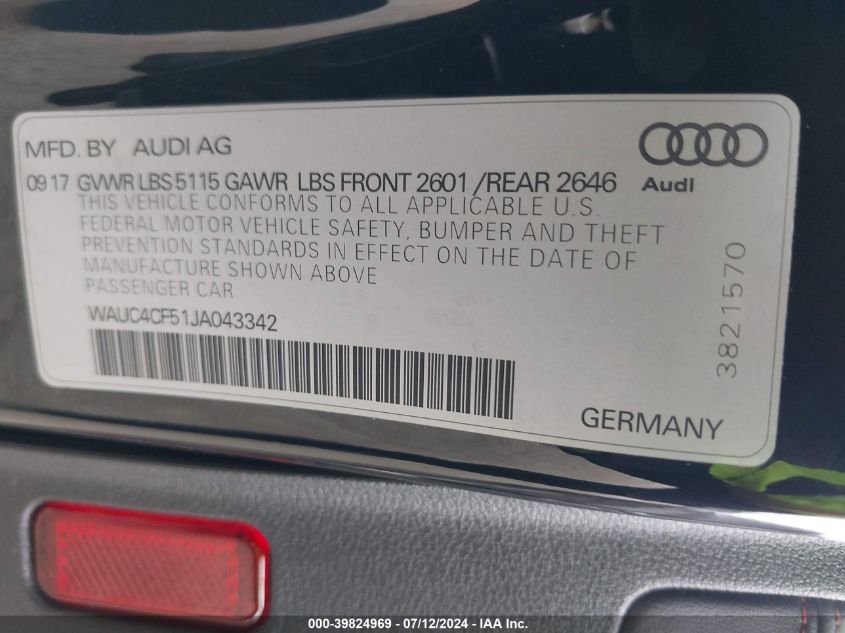 MFD. BY AUDI AG
09 17 GVWR LBS 5115 GAWR LBS FRONT 2601 /REAR 2646
Audi
THIS VEHICLE CONFORMS TO ALL APPLICABLE U.S.
FEDERAL MOTOR VEHICLE SAFETY, BUMPER AND THEFT
PREVENTION STANDARDS IN EFFECT ON THE DATE OF
MANUFACTURE SHOWN ABOVE
PASSENGER CAR
WAUC4CF51JA043342
3821570
GERMANY
000-39824969 - 07/12/2024 - © IAA Inc.